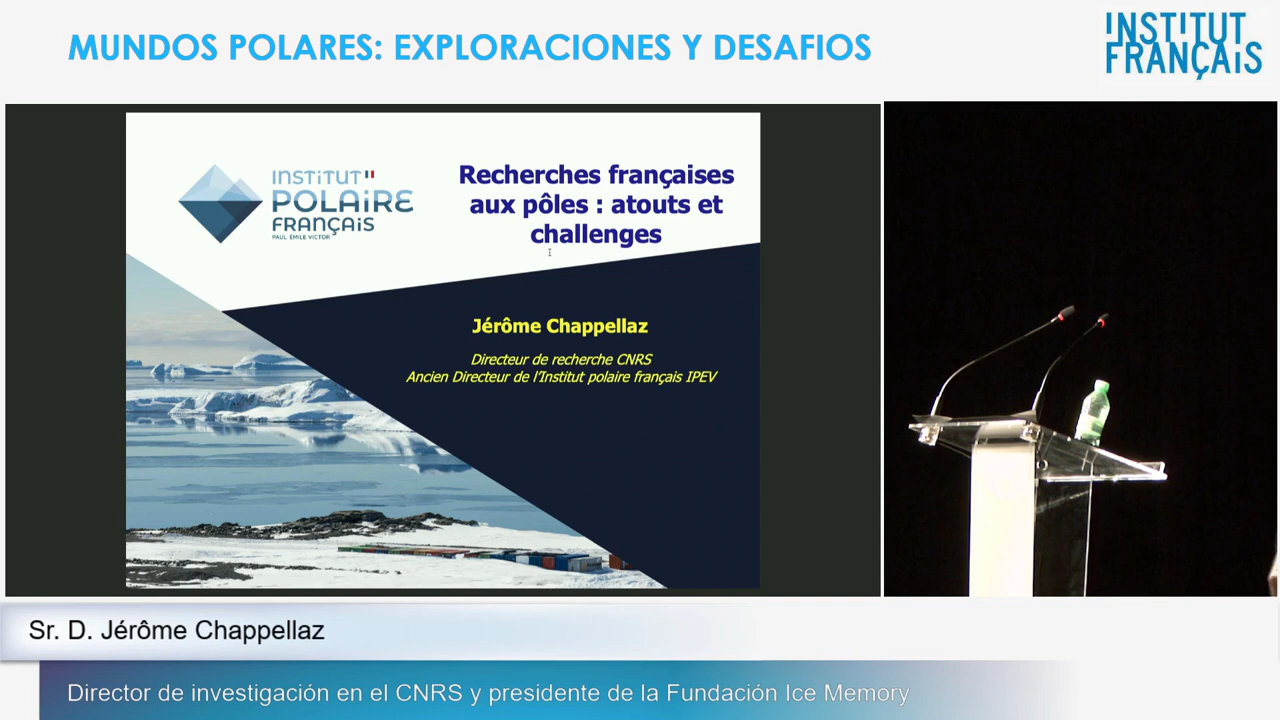 MUNDOS POLARES: EXPLORACIONES Y DESAFIOS
INSTITUT
FRANÇAIS
INSTITUT
POLAIRE
FRANÇAIS
PAUL ÉMILE VICTOR
Recherches françaises
aux pôles : atouts et
challenges
Jérôme Chappellaz
Directeur de recherche CNRS
Ancien Directeur de l'Institut polaire français IPEV
Sr. D. Jérôme Chappellaz
Director de investigación en el CNRS y presidente de la Fundación Ice Memory